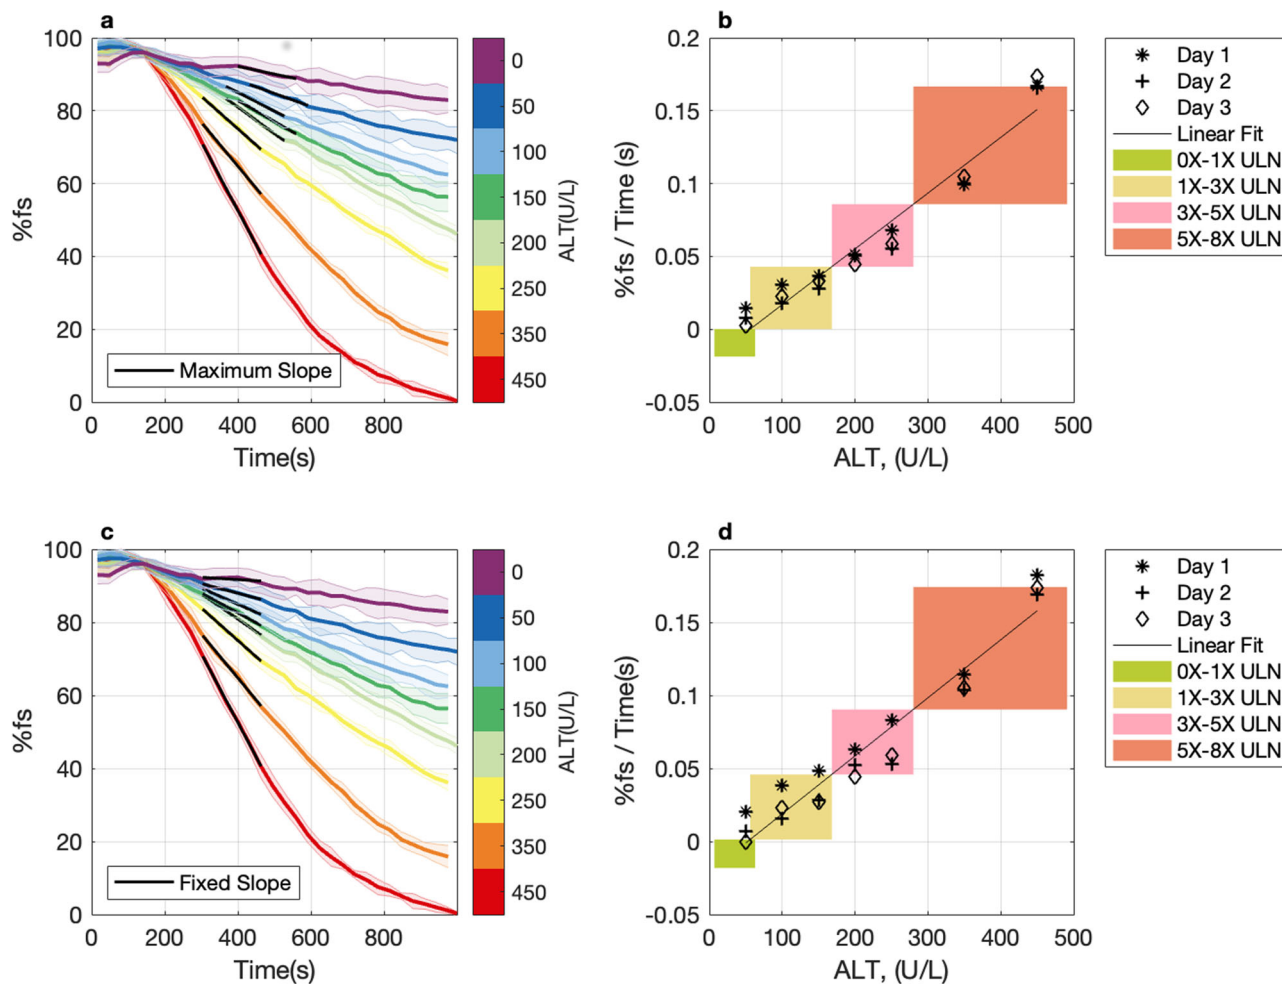 a
100
80
60
40
20
0
%fs
0 200 400 600 800
Time(s)
Maximum Slope
0
50
100
150
200
250
350
450
ALT(U/L)
b
0.2
0.15
0.1
0.05
0
-0.05
%fs / Time (s)
0 100 200 300 400 500
ALT, (U/L)
Day 1
Day 2
Day 3
Linear Fit
0X-1X ULN
1X-3X ULN
3X-5X ULN
5X-8X ULN
c
100
80
60
40
20
0
%fs
0 200 400 600 800
Time(s)
Fixed Slope
0
50
100
150
200
250
350
450
ALT(U/L)
d
0.2
0.15
0.1
0.05
0
-0.05
%fs / Time(s)
0 100 200 300 400 500
ALT, (U/L)
Day 1
Day 2
Day 3
Linear Fit
0X-1X ULN
1X-3X ULN
3X-5X ULN
5X-8X ULN